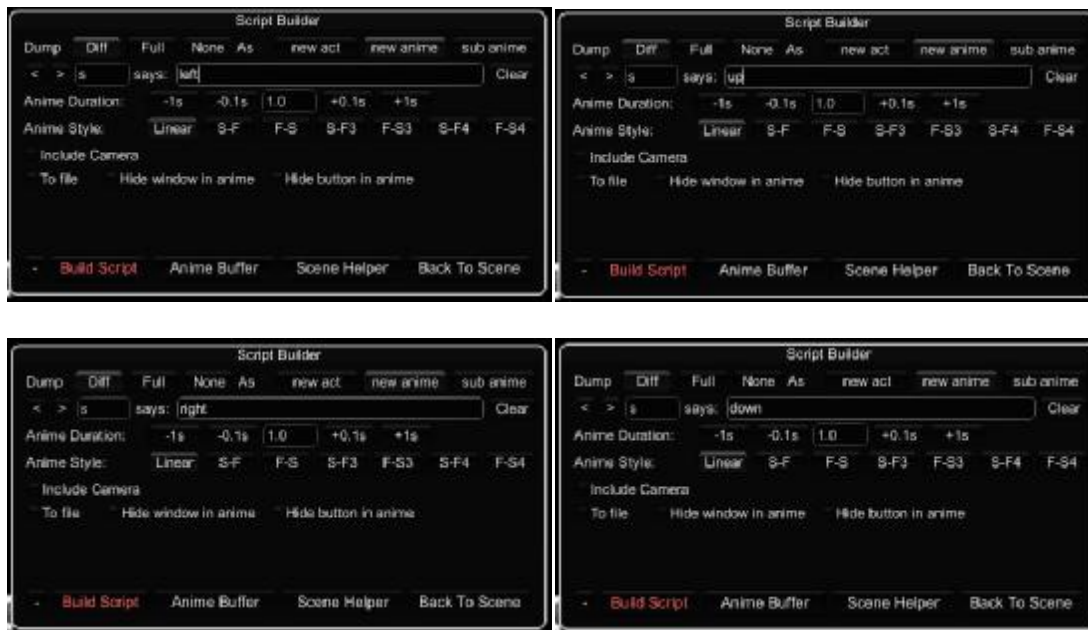 Script Builder
Dump Diff Full None As new act new anime sub anime
< > s says: left Clear
Anime Duration: -1s -0.1s 1.0 +0.1s +1s
Anime Style: Linear S-F F-S S-F3 F-S3 S-F4 F-S4
Include Camera
To file Hide window in anime Hide button in anime
- Build Script Anime Buffer Scene Helper Back To Scene
Script Builder
Dump Diff Full None As new act new anime sub anime
< > s says: up Clear
Anime Duration: -1s -0.1s 1.0 +0.1s +1s
Anime Style: Linear S-F F-S S-F3 F-S3 S-F4 F-S4
Include Camera
To file Hide window in anime Hide button in anime
- Build Script Anime Buffer Scene Helper Back To Scene
Script Builder
Dump Diff Full None As new act new anime sub anime
< > s says: right Clear
Anime Duration: -1s -0.1s 1.0 +0.1s +1s
Anime Style: Linear S-F F-S S-F3 F-S3 S-F4 F-S4
Include Camera
To file Hide window in anime Hide button in anime
- Build Script Anime Buffer Scene Helper Back To Scene
Script Builder
Dump Diff Full None As new act new anime sub anime
< > s says: down Clear
Anime Duration: -1s -0.1s 1.0 +0.1s +1s
Anime Style: Linear S-F F-S S-F3 F-S3 S-F4 F-S4
Include Camera
To file Hide window in anime Hide button in anime
- Build Script Anime Buffer Scene Helper Back To Scene